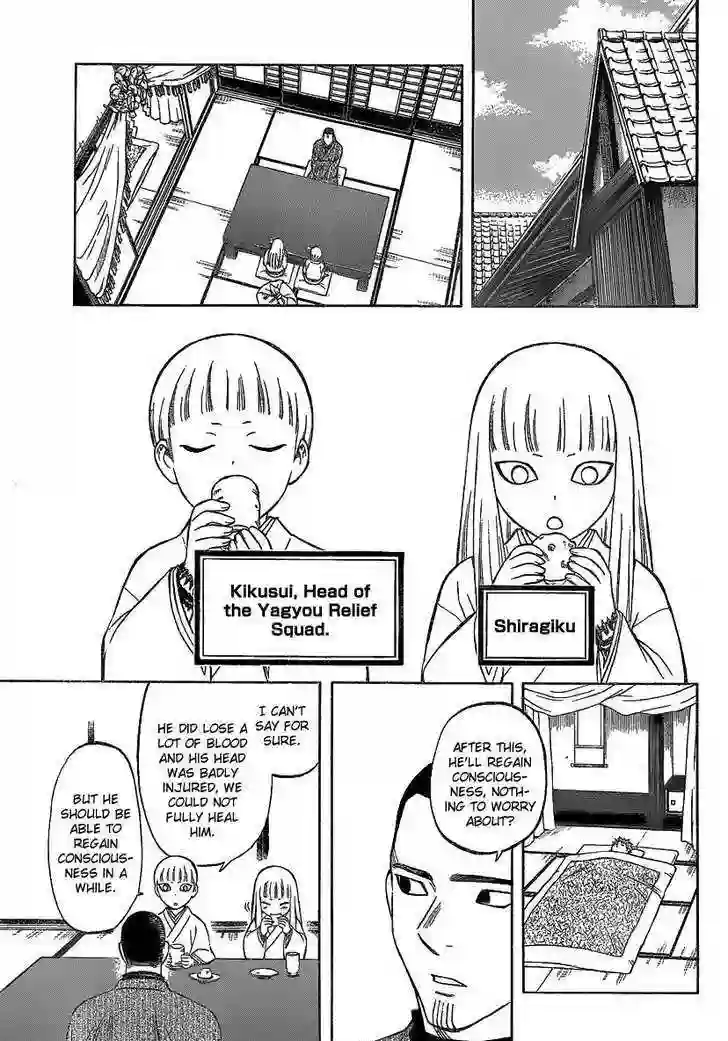 Shiragiku
Kikusui, Head of
the Yagyou Relief
Squad.
AFTER THIS,
HE'LL REGAIN
CONSCIOUS-
NESS, NOTH-
ING TO WORRY
ABOUT?
I CAN'T
SAY FOR
SURE.
HE DID LOSE A
LOT OF BLOOD
AND HIS HEAD
WAS BADLY
INJURED, WE
COULD NOT
FULLY HEAL
HIM.
BUT HE
SHOULD BE
ABLE TO
REGAIN
CONSCIOUS-
NESS IN A
WHILE.